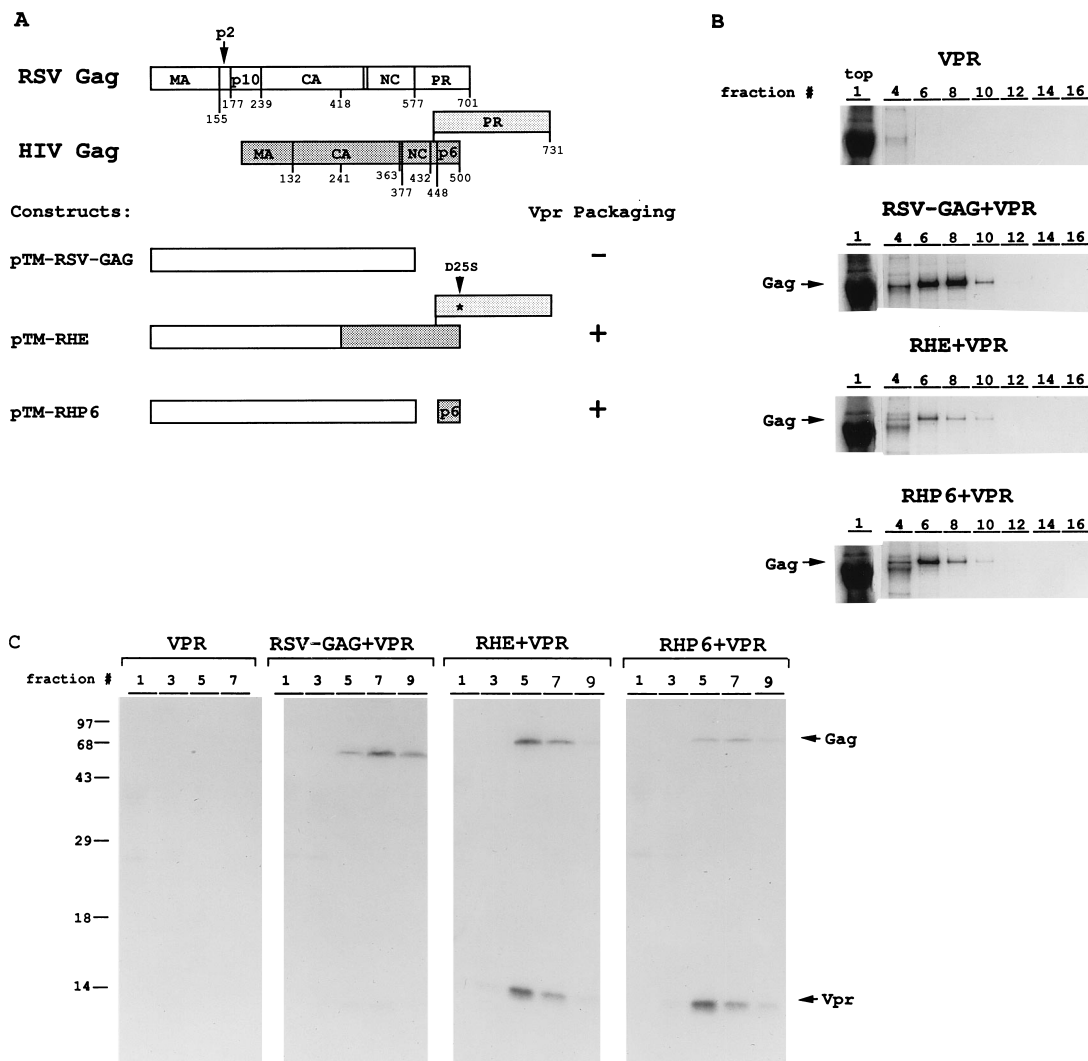 A
p2
RSV Gag
MA p10 CA NC PR
155 177 239 418 577 701
PR
731
HIV Gag
MA CA NC p6
132 241 363 377 432 448 500
Constructs: Vpr Packaging
pTM-RSV-GAG −
D25S
*
pTM-RHE +
pTM-RHP6 p6 +
B
VPR
top
fraction # 1 4 6 8 10 12 14 16
RSV-GAG+VPR
1 4 6 8 10 12 14 16
Gag
RHE+VPR
1 4 6 8 10 12 14 16
Gag
RHP6+VPR
1 4 6 8 10 12 14 16
Gag
C
VPR RSV-GAG+VPR RHE+VPR RHP6+VPR
fraction # 1 3 5 7 1 3 5 7 9 1 3 5 7 9 1 3 5 7 9
97
68
Gag
43
29
18
14
Vpr